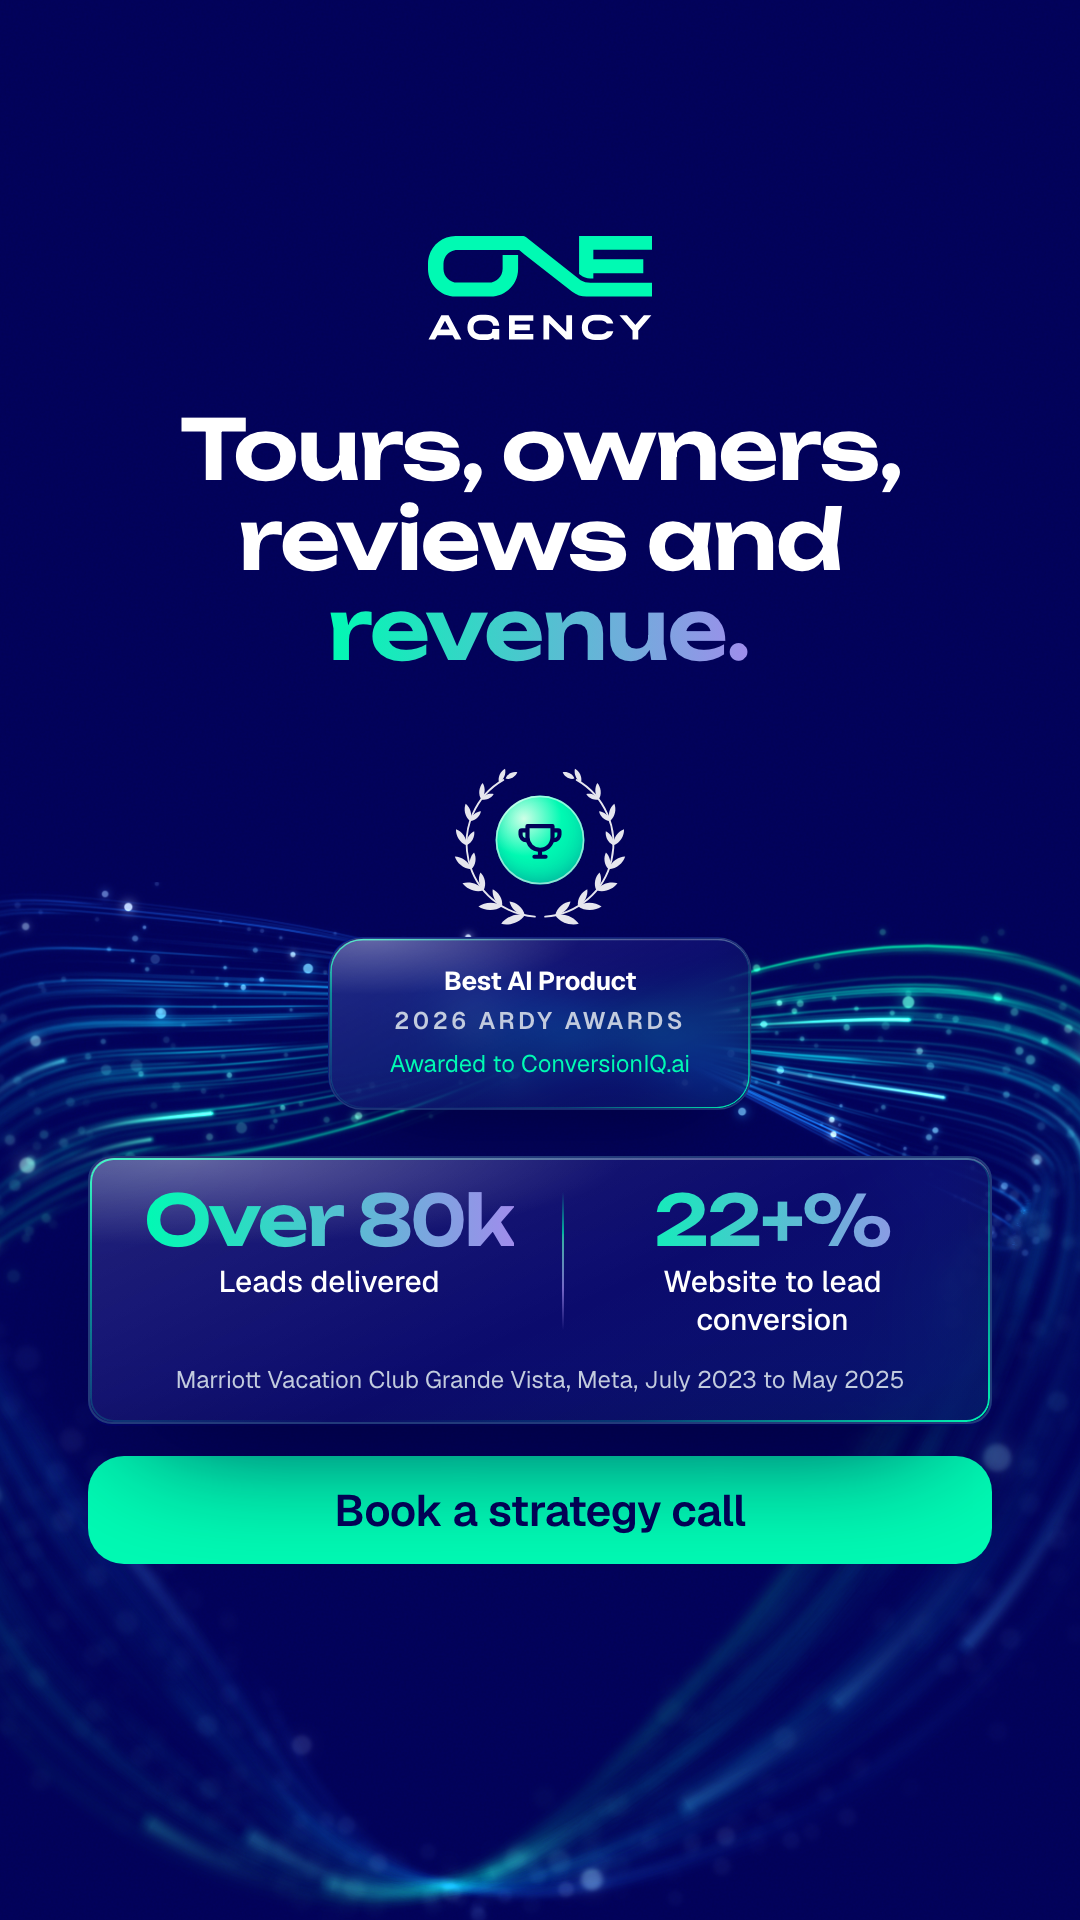 ONE
AGENCY
Tours, owners,
reviews and
revenue.
Best AI Product
2026 ARDY AWARDS
Awarded to ConversionIQ.ai
Over 80k
Leads delivered
22+%
Website to lead
conversion
Marriott Vacation Club Grande Vista, Meta, July 2023 to May 2025
Book a strategy call